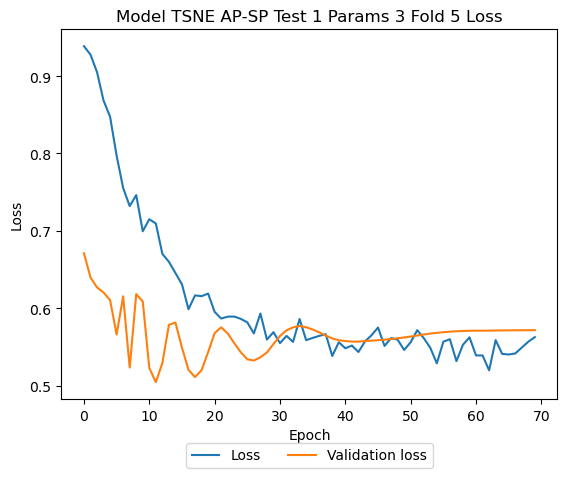 Model TSNE AP-SP Test 1 Params 3 Fold 5 Loss
0.9
0.8
0.7
0.6
0.5
Loss
0 10 20 30 40 50 60 70
Epoch
Loss Validation loss